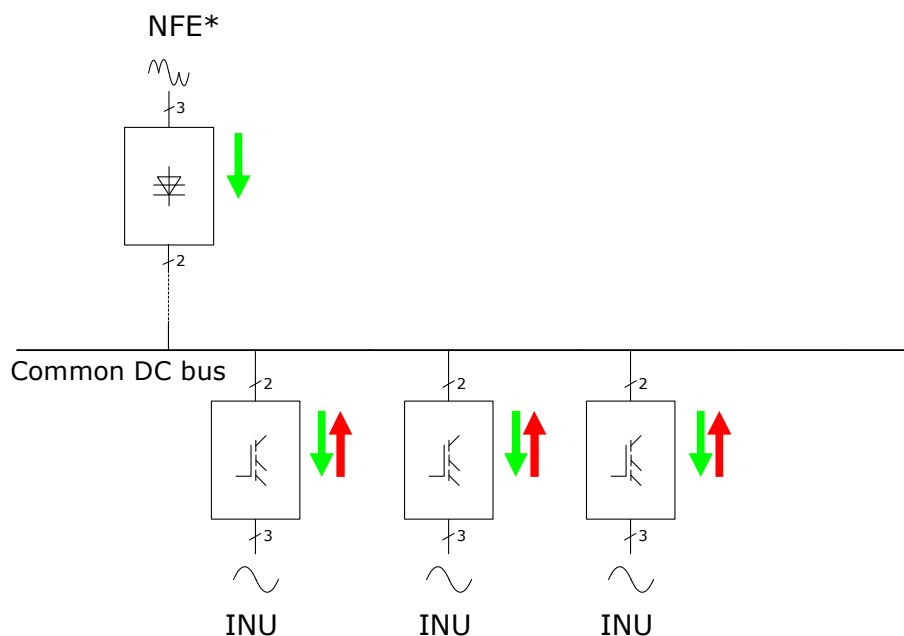 NFE*
3
2
Common DC bus
2 2 2
3 3 3
INU INU INU